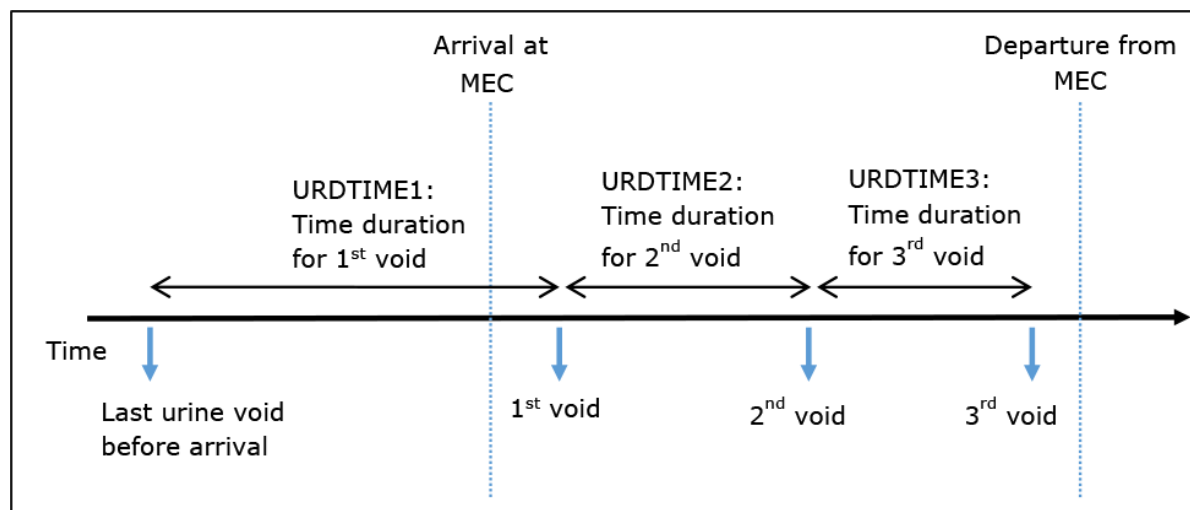 Arrival at
MEC
Departure from
MEC
URDTIME1:
Time duration
for 1st void
URDTIME2:
Time duration
for 2nd void
URDTIME3:
Time duration
for 3rd void
Time
Last urine void
before arrival
1st void
2nd void
3rd void